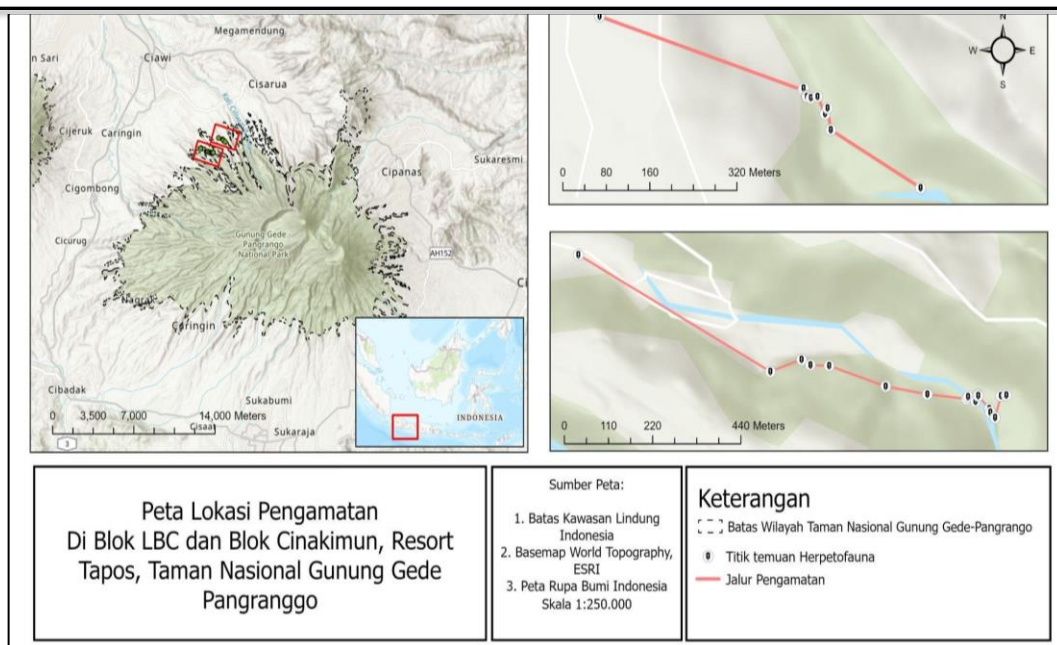 Megamendung
n Sari
Ciawi
Cisarua
Cijeruk
Caringin
Sukaresmi
Cipanas
Cigombong
Cicurug
Gunung Gede
Pangrango
National Park
AH152
Ci
Nagrak
Caringin
Cibadak
Sukabumi
0 3,500 7,000 14,000 Meters
Cisaat
Sukaraja
3
INDONESIA
N
W E
S
0 80 160 320 Meters
0 110 220 440 Meters
Peta Lokasi Pengamatan
Di Blok LBC dan Blok Cinakimun, Resort
Tapos, Taman Nasional Gunung Gede
Pangranggo
Sumber Peta:
1. Batas Kawasan Lindung
Indonesia
2. Basemap World Topography,
ESRI
3. Peta Rupa Bumi Indonesia
Skala 1:250.000
Keterangan
Batas Wilayah Taman Nasional Gunung Gede-Pangrango
Titik temuan Herpetofauna
Jalur Pengamatan